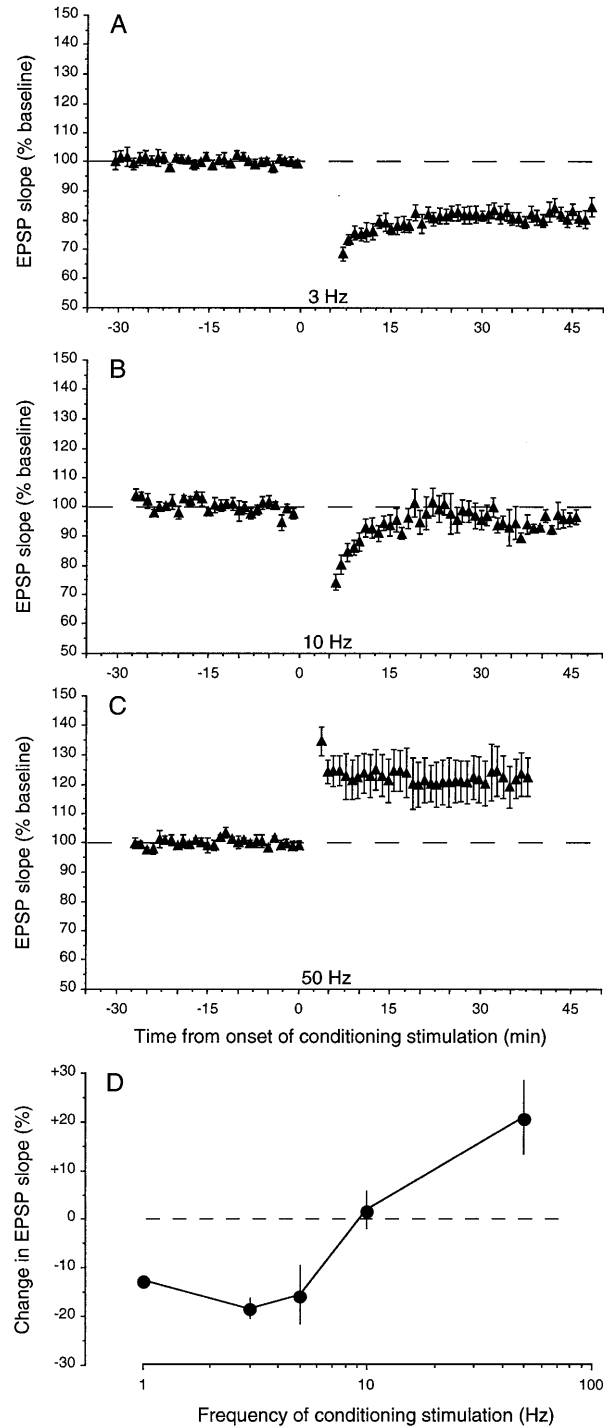 A
EPSP slope (% baseline)
150
140
130
120
110
100
90
80
70
60
50
3 Hz
-30 -15 0 15 30 45
B
EPSP slope (% baseline)
150
140
130
120
110
100
90
80
70
60
50
10 Hz
-30 -15 0 15 30 45
C
EPSP slope (% baseline)
150
140
130
120
110
100
90
80
70
60
50
50 Hz
-30 -15 0 15 30 45
Time from onset of conditioning stimulation (min)
D
Change in EPSP slope (%)
+30
+20
+10
0
-10
-20
-30
1 10 100
Frequency of conditioning stimulation (Hz)